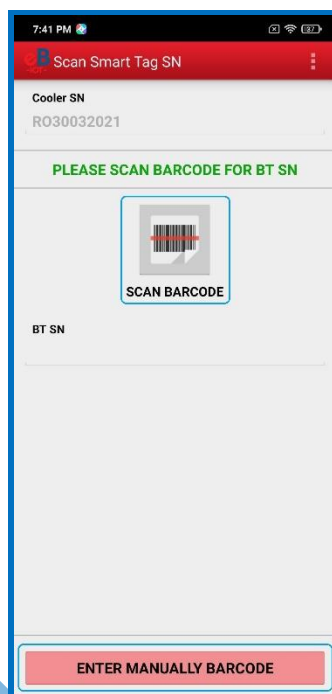 7:41 PM
37
Scan Smart Tag SN
Cooler SN
RO30032021
PLEASE SCAN BARCODE FOR BT SN
SCAN BARCODE
BT SN
ENTER MANUALLY BARCODE